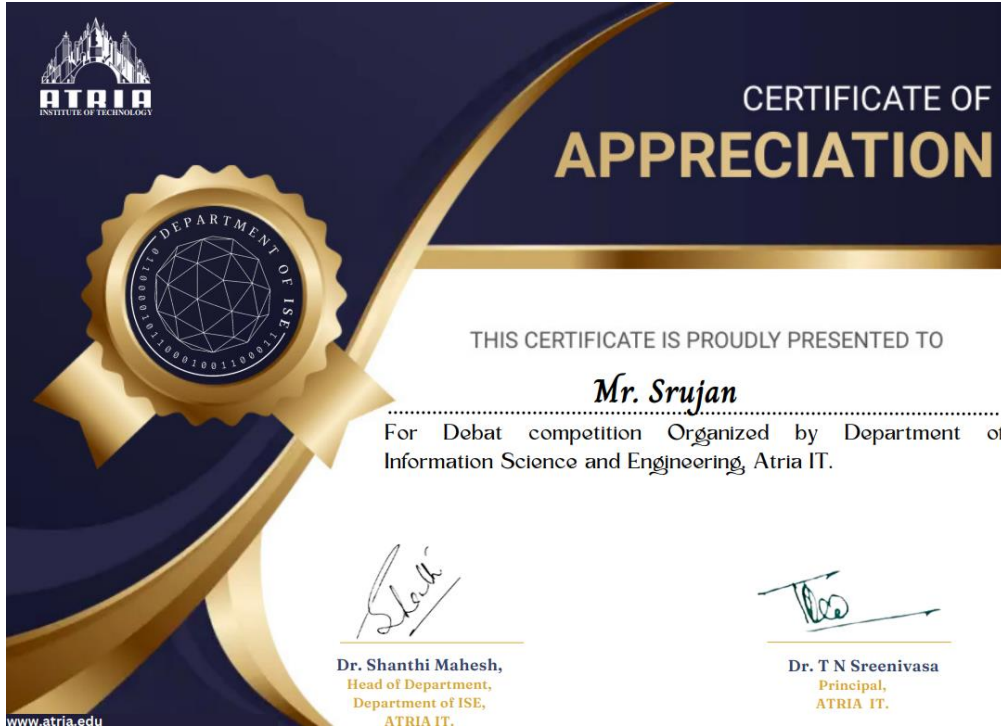 ATRIA
INSTITUTE OF TECHNOLOGY
CERTIFICATE OF
APPRECIATION
DEPARTMENT OF ISE
THIS CERTIFICATE IS PROUDLY PRESENTED TO
Mr. Srujan
For Debat competition Organized by Department of
Information Science and Engineering, Atria IT.
Dr. Shanthi Mahesh,
Head of Department,
Department of ISE,
ATRIA IT.
Dr. T N Sreenivasa
Principal,
ATRIA IT.
www.atria.edu